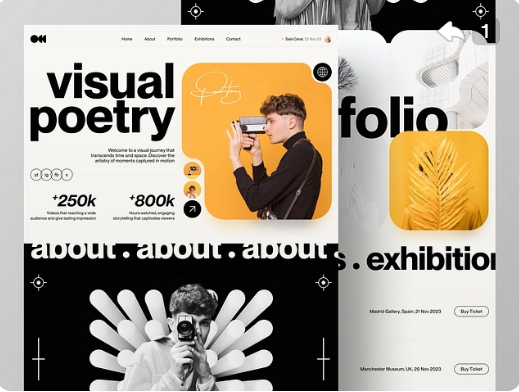 1
Home About Portfolio Exhibitions Contact
visual
poetry
Welcome to a visual journey that
transcends time and space. Discover the
artistry of moments captured in motion
+250k
+800k
Videos that reaching a wide
audience and give lasting impression
Hours watched, engaging
storytelling that captivates viewers
folio
about . about . about
s . exhibition
Madrid Gallery, Spain, 21 Nov 2023
Buy Ticket
Manchester Museum, UK, 20 Nov 2023
Buy Ticket